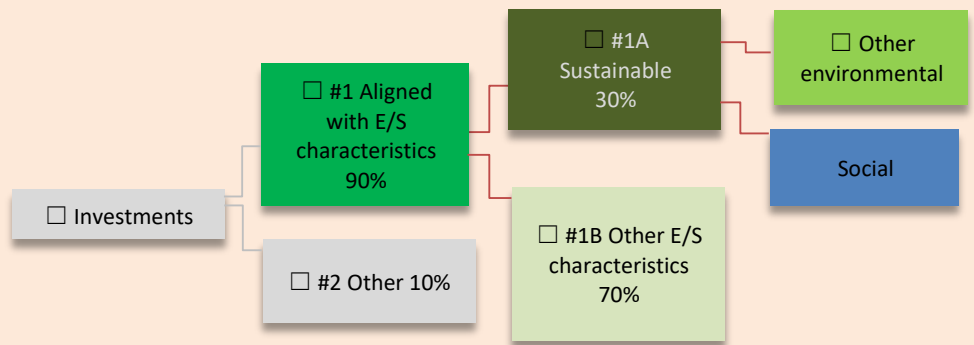 ☐ Investments
☐ #1 Aligned
with E/S
characteristics
90%
☐ #2 Other 10%
☐ #1A
Sustainable
30%
☐ #1B Other E/S
characteristics
70%
☐ Other
environmental
Social